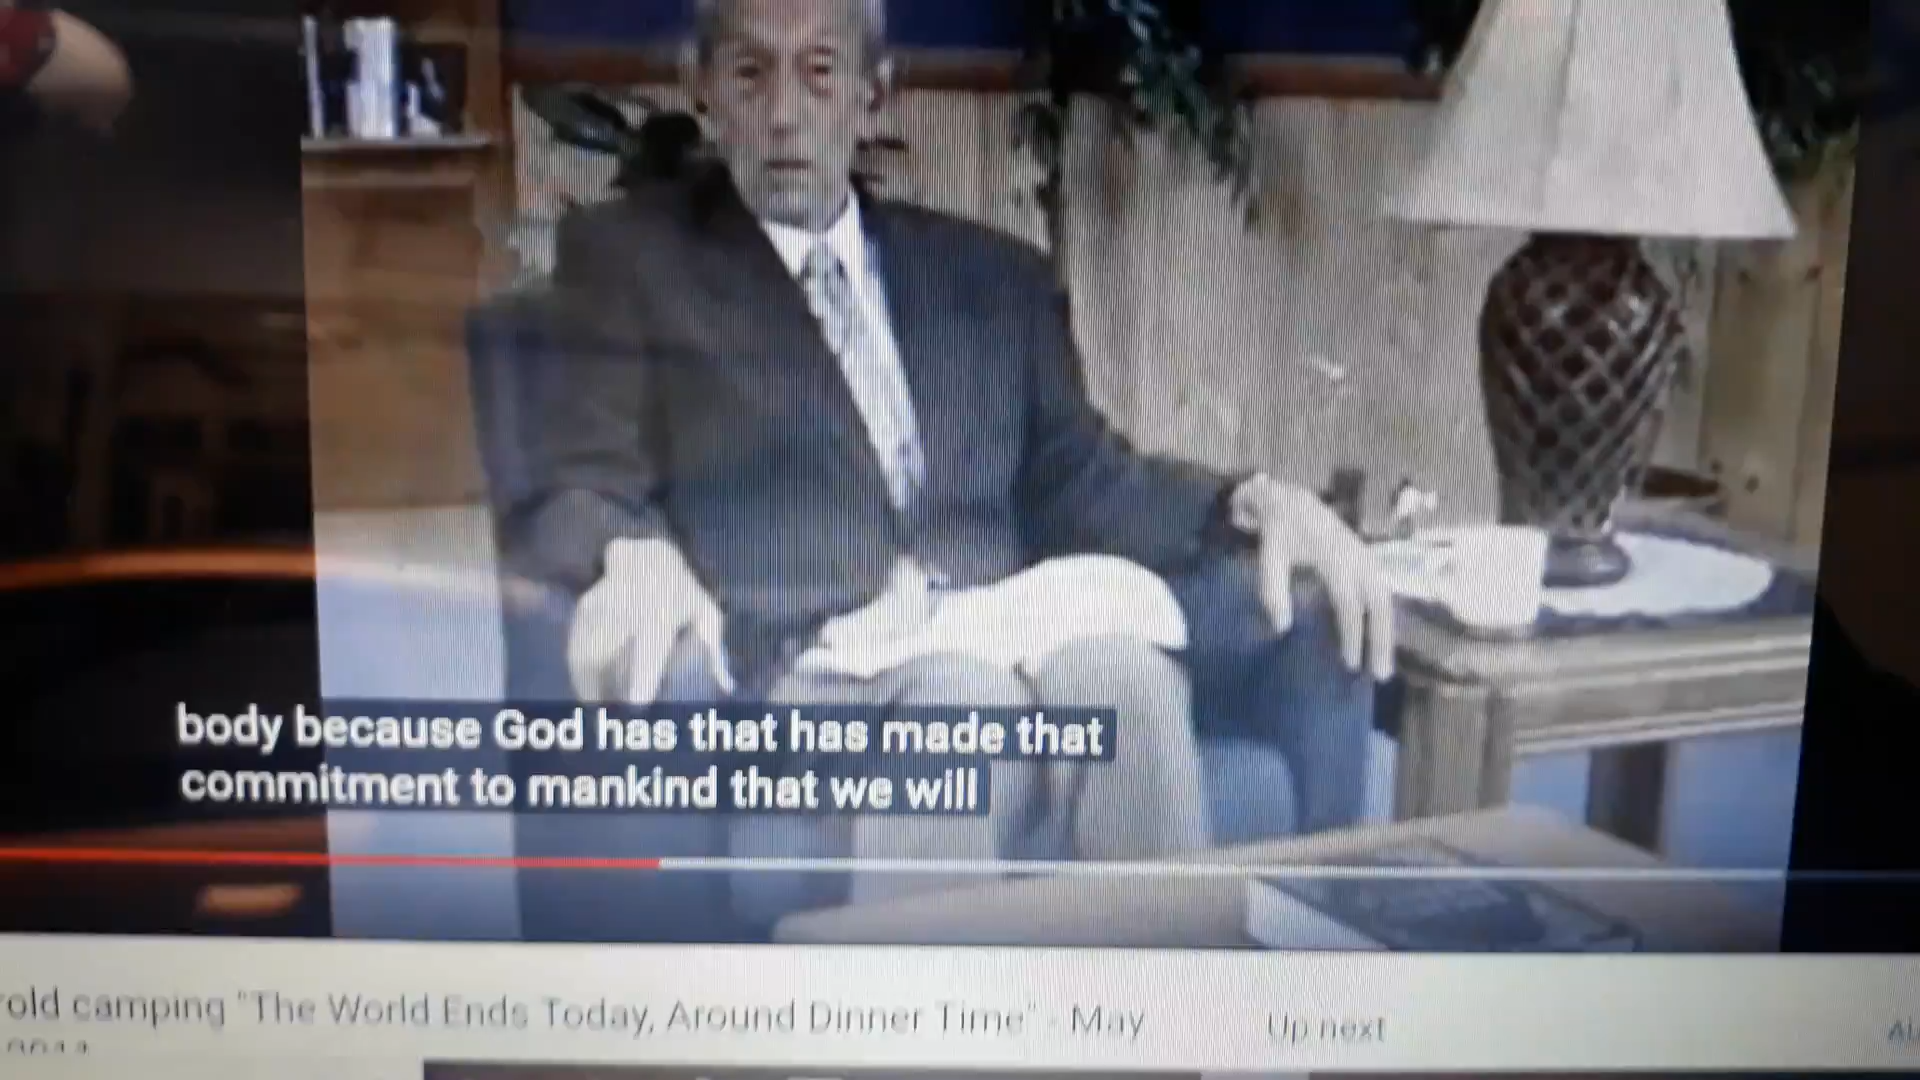 body because God has that has made that
commitment to mankind that we will
old camping "The World Ends Today, Around Dinner Time" - May
Up next